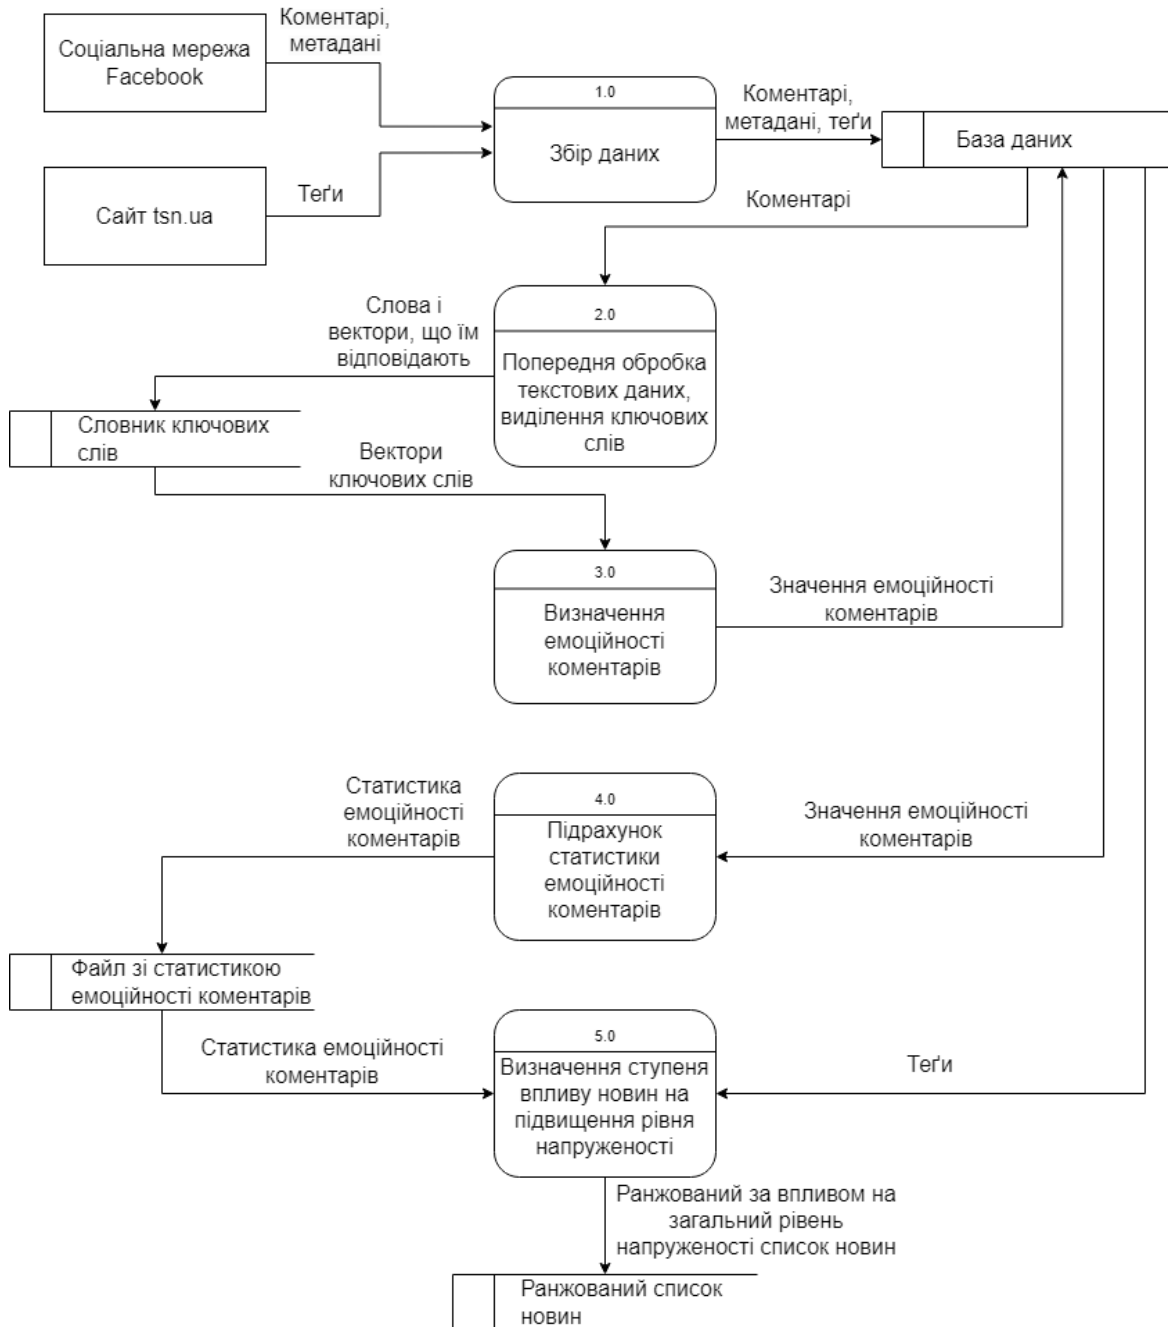 Коментарі,
метадані
Соціальна мережа
Facebook
1.0
Збір даних
Коментарі,
метадані, теґи
База даних
Теґи
Сайт tsn.ua
Коментарі
Слова і
вектори, що їм
відповідають
2.0
Попередня обробка
текстових даних,
виділення ключових
слів
Словник ключових
слів
Вектори
ключових слів
3.0
Визначення
емоційності
коментарів
Значення емоційності
коментарів
Статистика
емоційності
коментарів
4.0
Підрахунок
статистики
емоційності
коментарів
Значення емоційності
коментарів
Файл зі статистикою
емоційності коментарів
Статистика емоційності
коментарів
5.0
Визначення ступеня
впливу новин на
підвищення рівня
напруженості
Теґи
Ранжований за впливом на
загальний рівень
напруженості список новин
Ранжований список
новин